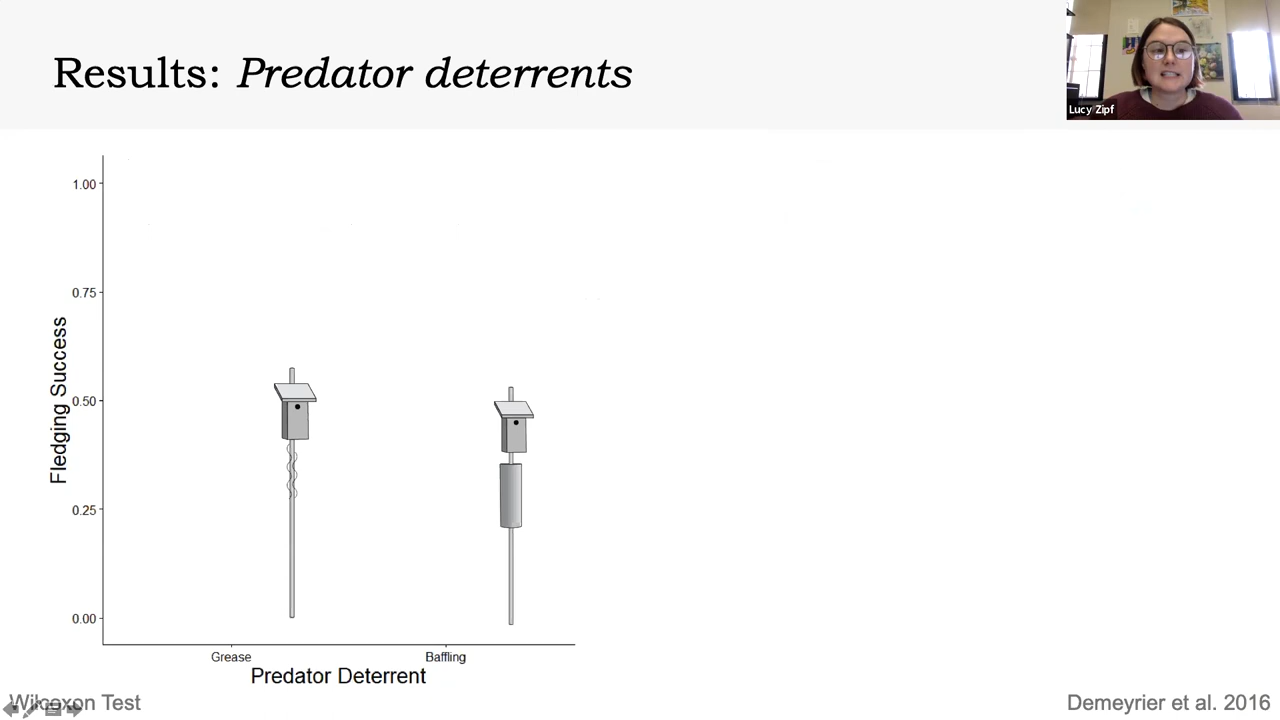 Results: Predator deterrents
Lucy Zipf
1.00
0.75
0.50
0.25
0.00
Fledging Success
Grease
Baffling
Predator Deterrent
Wilcoxon Test
Demeyrier et al. 2016